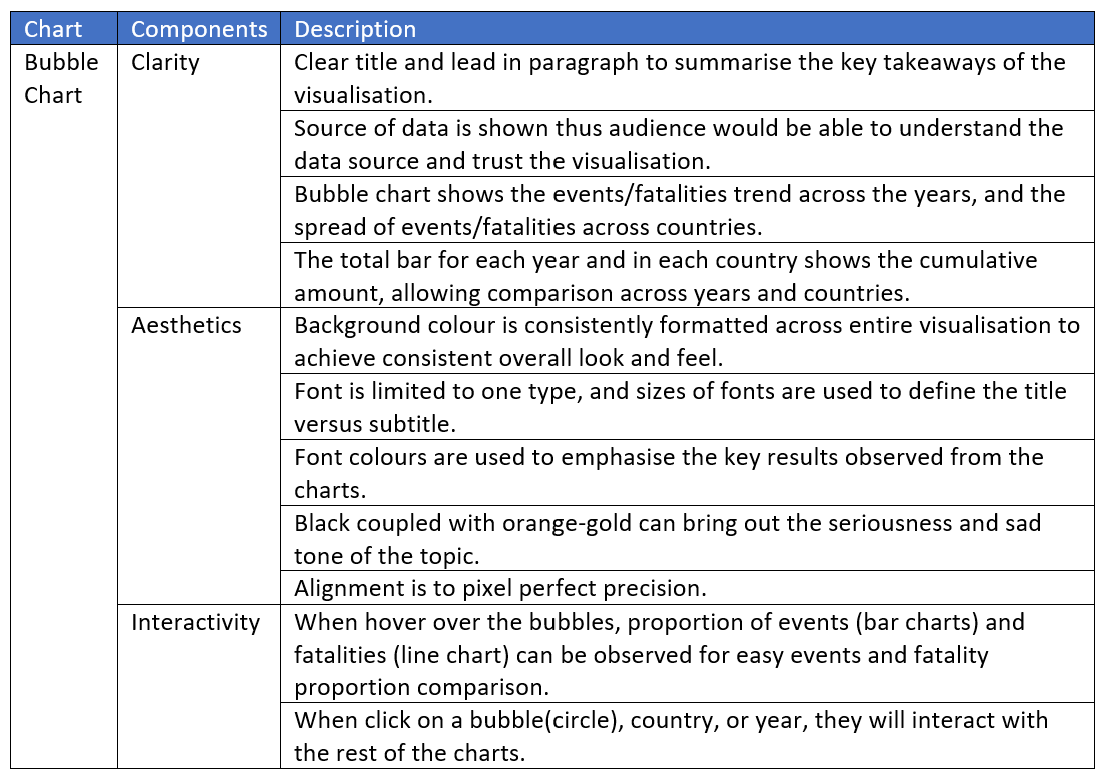 Chart Components Description
Bubble Chart Clarity Clear title and lead in paragraph to summarise the key takeaways of the
visualisation.
Source of data is shown thus audience would be able to understand the
data source and trust the visualisation.
Bubble chart shows the events/fatalities trend across the years, and the
spread of events/fatalities across countries.
The total bar for each year and in each country shows the cumulative
amount, allowing comparison across years and countries.
Aesthetics Background colour is consistently formatted across entire visualisation to
achieve consistent overall look and feel.
Font is limited to one type, and sizes of fonts are used to define the title
versus subtitle.
Font colours are used to emphasise the key results observed from the
charts.
Black coupled with orange-gold can bring out the seriousness and sad
tone of the topic.
Alignment is to pixel perfect precision.
Interactivity When hover over the bubbles, proportion of events (bar charts) and
fatalities (line chart) can be observed for easy events and fatality
proportion comparison.
When click on a bubble(circle), country, or year, they will interact with
the rest of the charts.